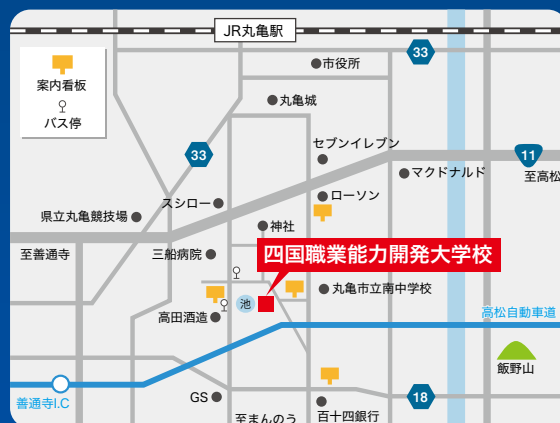 JR丸亀駅
33
市役所
案内看板
バス停
丸亀城
セブンイレブン
33
11
マクドナルド
至高松
スシロー
ローソン
県立丸亀競技場
神社
至善通寺
三船病院
四国職業能力開発大学校
丸亀市立南中学校
池
高田酒造
高松自動車道
飯野山
善通寺I.C
GS
18
至まんのう
百十四銀行